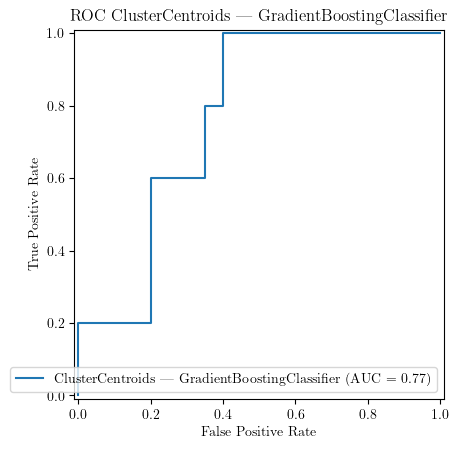 ROC ClusterCentroids — GradientBoostingClassifier
1.0
0.8
0.6
0.4
0.2
0.0
True Positive Rate
ClusterCentroids — GradientBoostingClassifier (AUC = 0.77)
0.0 0.2 0.4 0.6 0.8 1.0
False Positive Rate